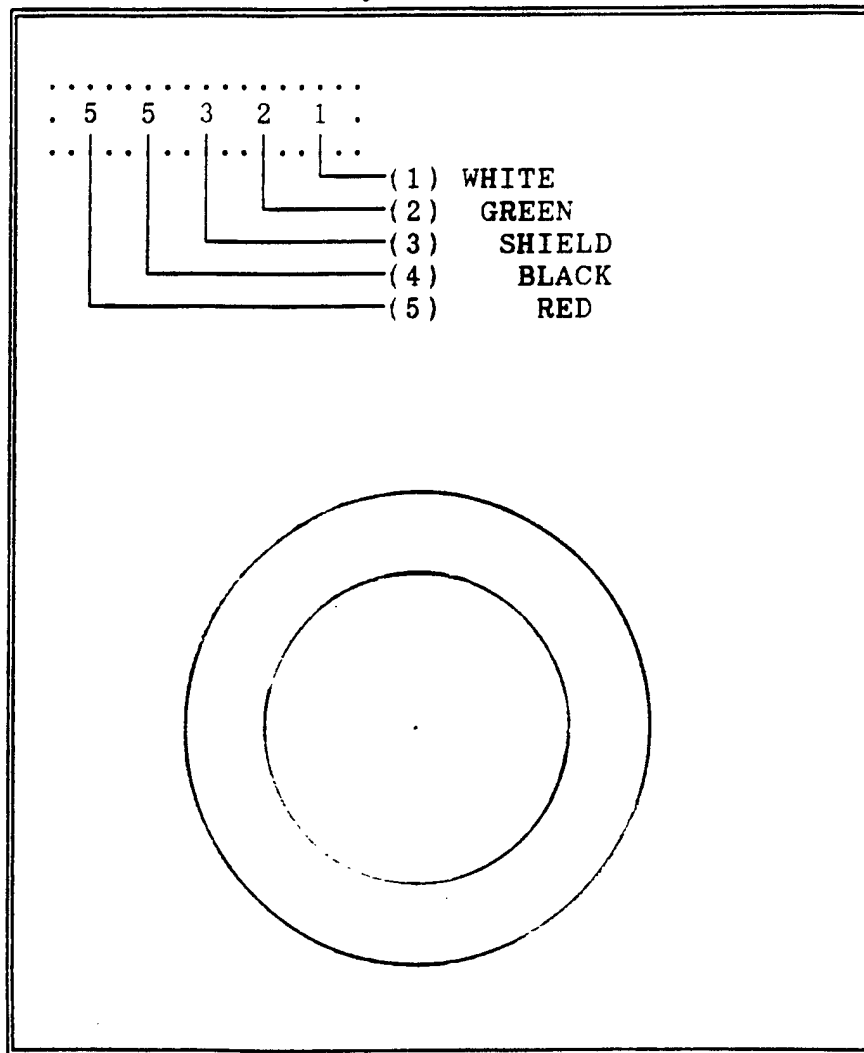 . . . . . . . . . . . . . . . .
. 5 5 3 2 1 .
. . . . . . . . . . . . . . . .
(1) WHITE
(2) GREEN
(3) SHIELD
(4) BLACK
(5) RED